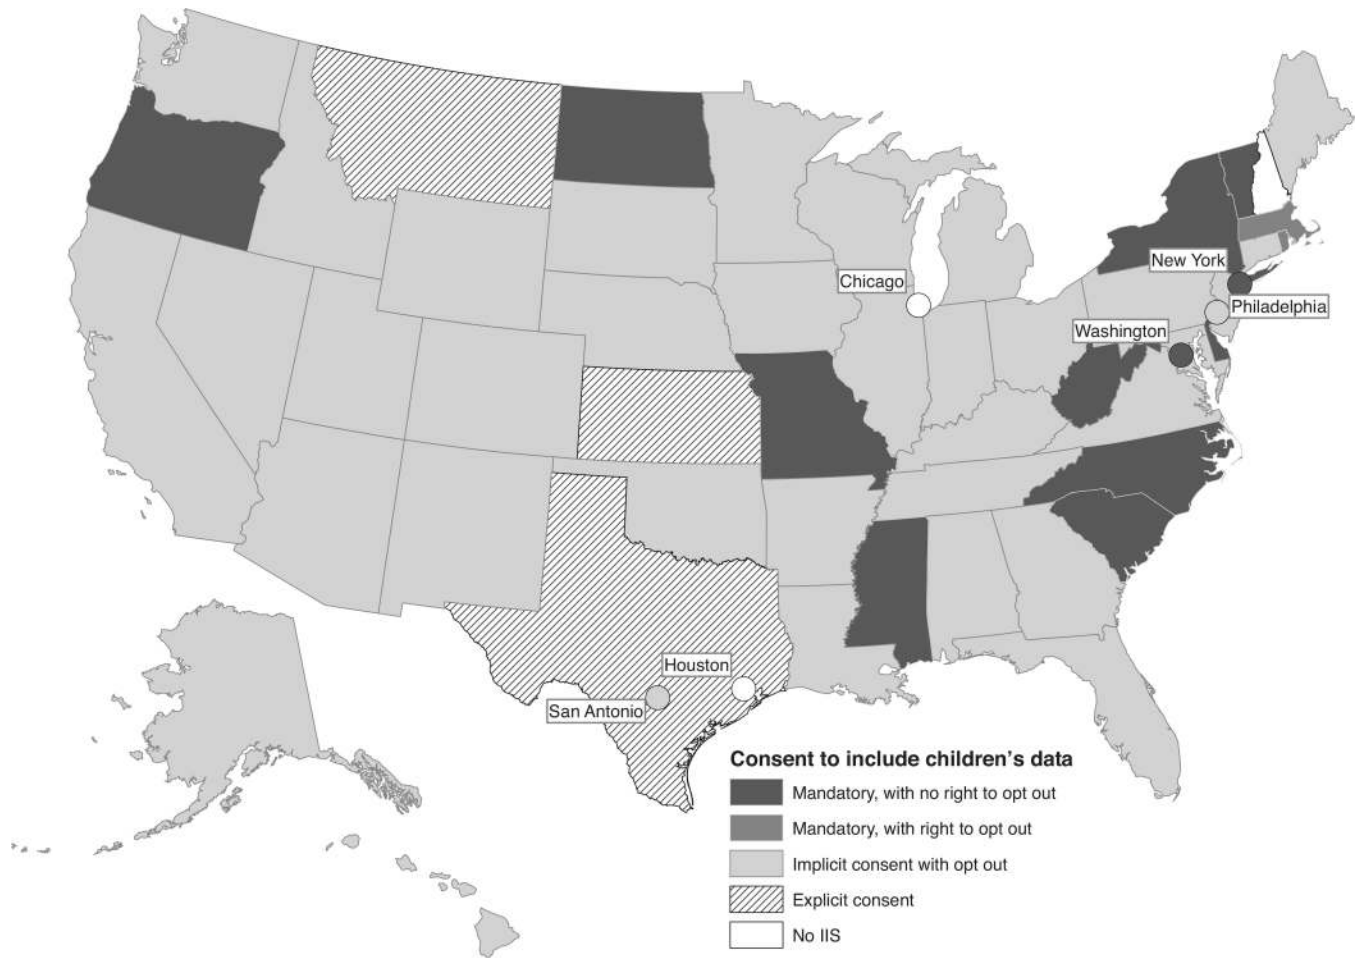 New York
Chicago
Philadelphia
Washington
Houston
San Antonio
Consent to include children’s data
Mandatory, with no right to opt out
Mandatory, with right to opt out
Implicit consent with opt out
Explicit consent
No IIS